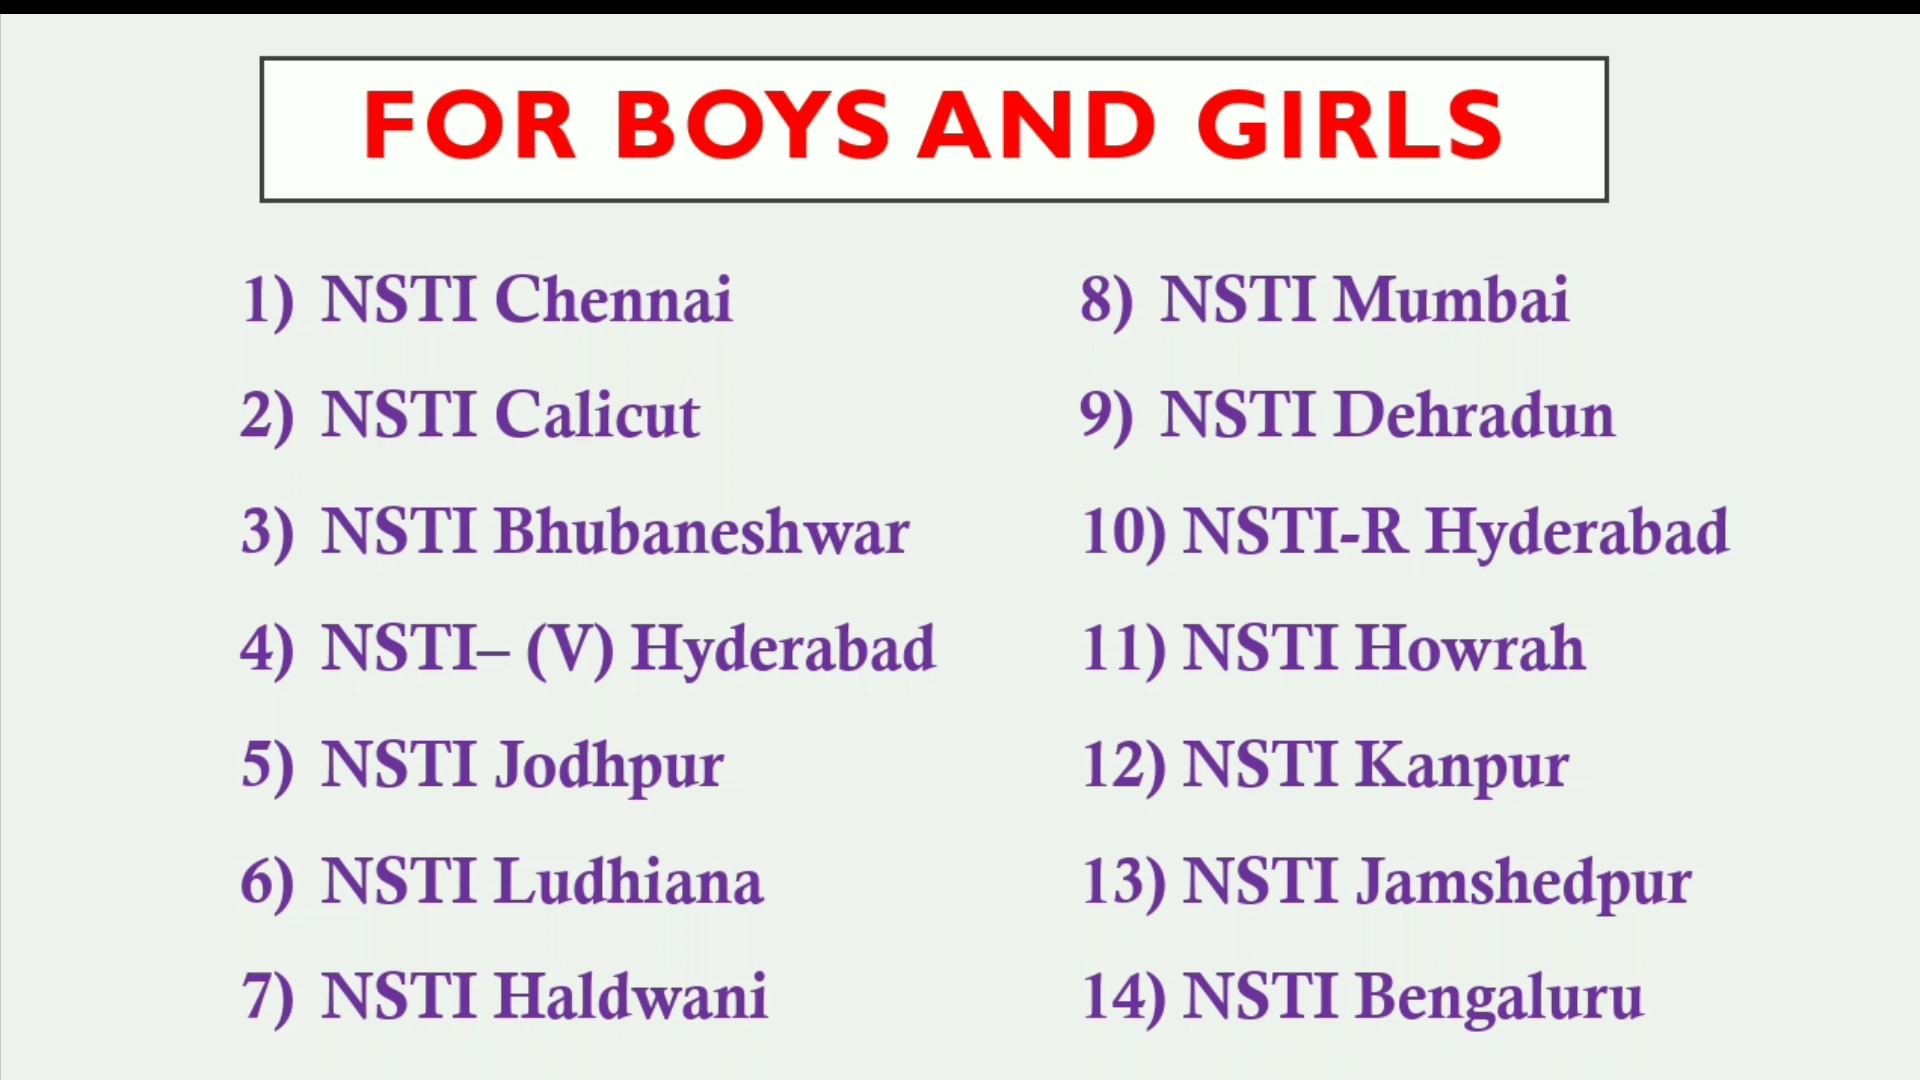 FOR BOYS AND GIRLS
1) NSTI Chennai
2) NSTI Calicut
3) NSTI Bhubaneshwar
4) NSTI– (V) Hyderabad
5) NSTI Jodhpur
6) NSTI Ludhiana
7) NSTI Haldwani
8) NSTI Mumbai
9) NSTI Dehradun
10) NSTI-R Hyderabad
11) NSTI Howrah
12) NSTI Kanpur
13) NSTI Jamshedpur
14) NSTI Bengaluru